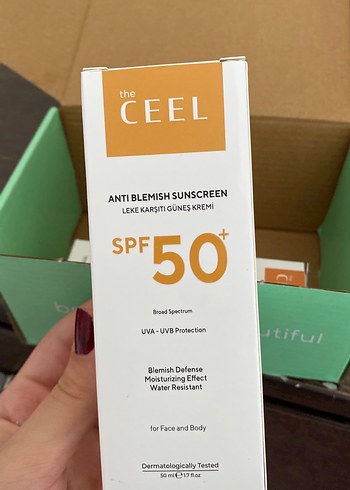 the
CEEL
ANTI BLEMISH SUNSCREEN
LEKE KARŞITI GÜNEŞ KREMİ
SPF 50+
Broad Spectrum
UVA - UVB Protection
Blemish Defense
Moisturizing Effect
Water Resistant
for Face and Body
Dermatologically Tested
50 ml ℮ 1.7 fl.oz